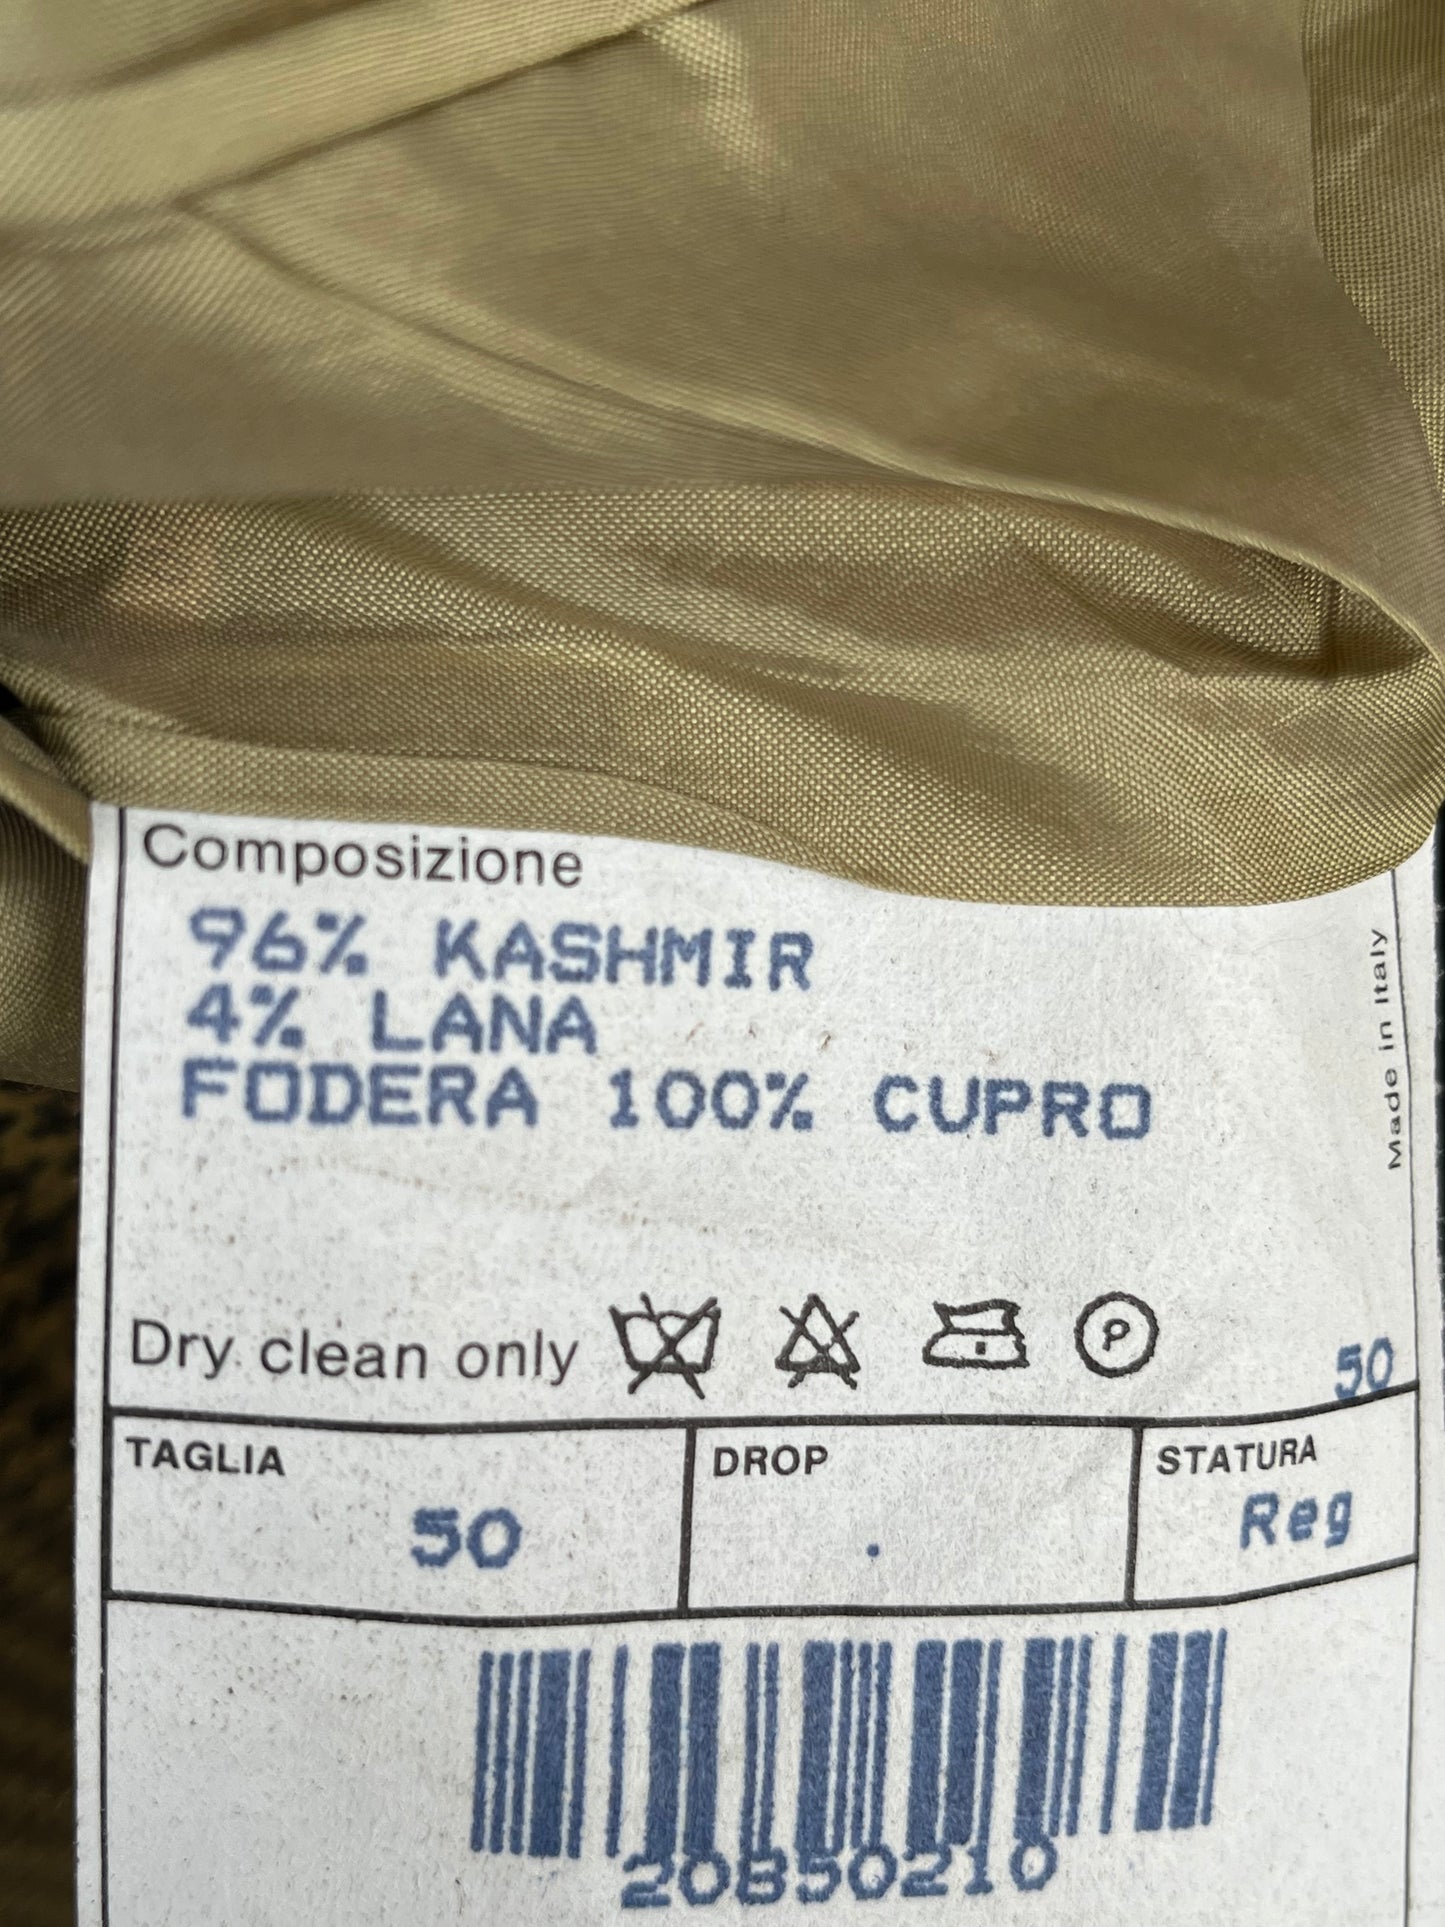 Composizione
96% KASHMIR
4% LANA
FODERA 100% CUPRO
Made in Italy
Dry clean only
P
50
TAGLIA
50
DROP
.
STATURA
Reg
20850210